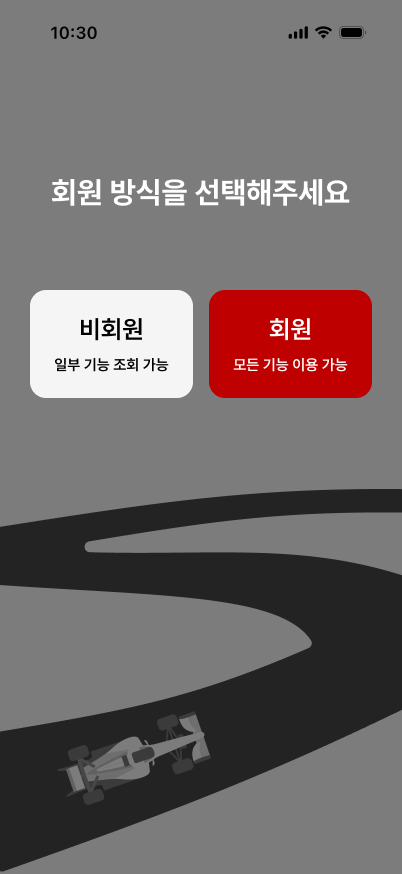 10:30
회원 방식을 선택해주세요
비회원
일부 기능 조회 가능
회원
모든 기능 이용 가능